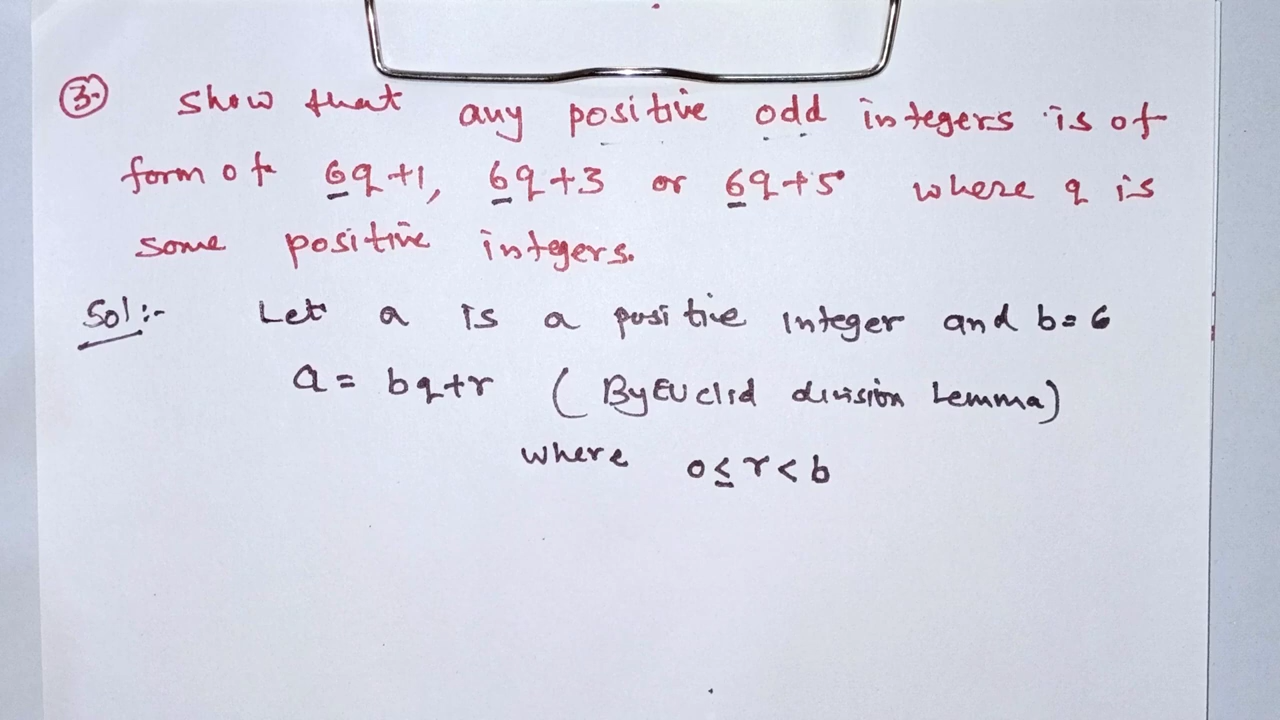 3. Show that any positive odd integers is of
form of 6q+1, 6q+3 or 6q+5 where q is
some positive integers.
Sol:- Let a is a positive integer and b=6
a = bq+r (By Euclid division Lemma)
where 0≤r<b